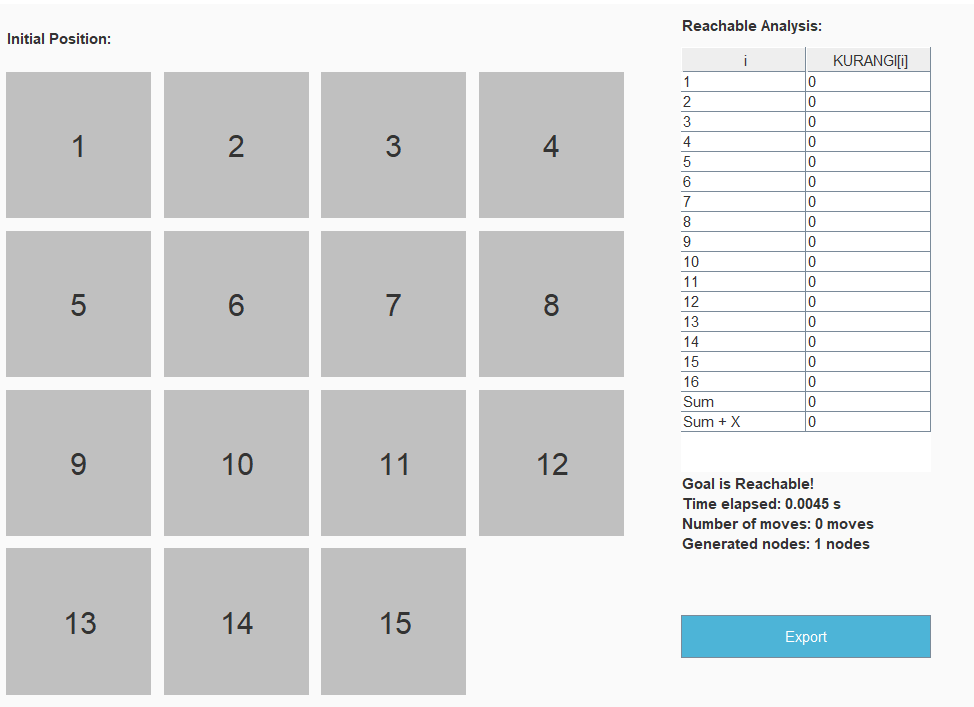 Initial Position:
1 2 3 4
5 6 7 8
9 10 11 12
13 14 15
Reachable Analysis:
i KURANGI[i]
1 0
2 0
3 0
4 0
5 0
6 0
7 0
8 0
9 0
10 0
11 0
12 0
13 0
14 0
15 0
16 0
Sum 0
Sum + X 0
Goal is Reachable!
Time elapsed: 0.0045 s
Number of moves: 0 moves
Generated nodes: 1 nodes
Export